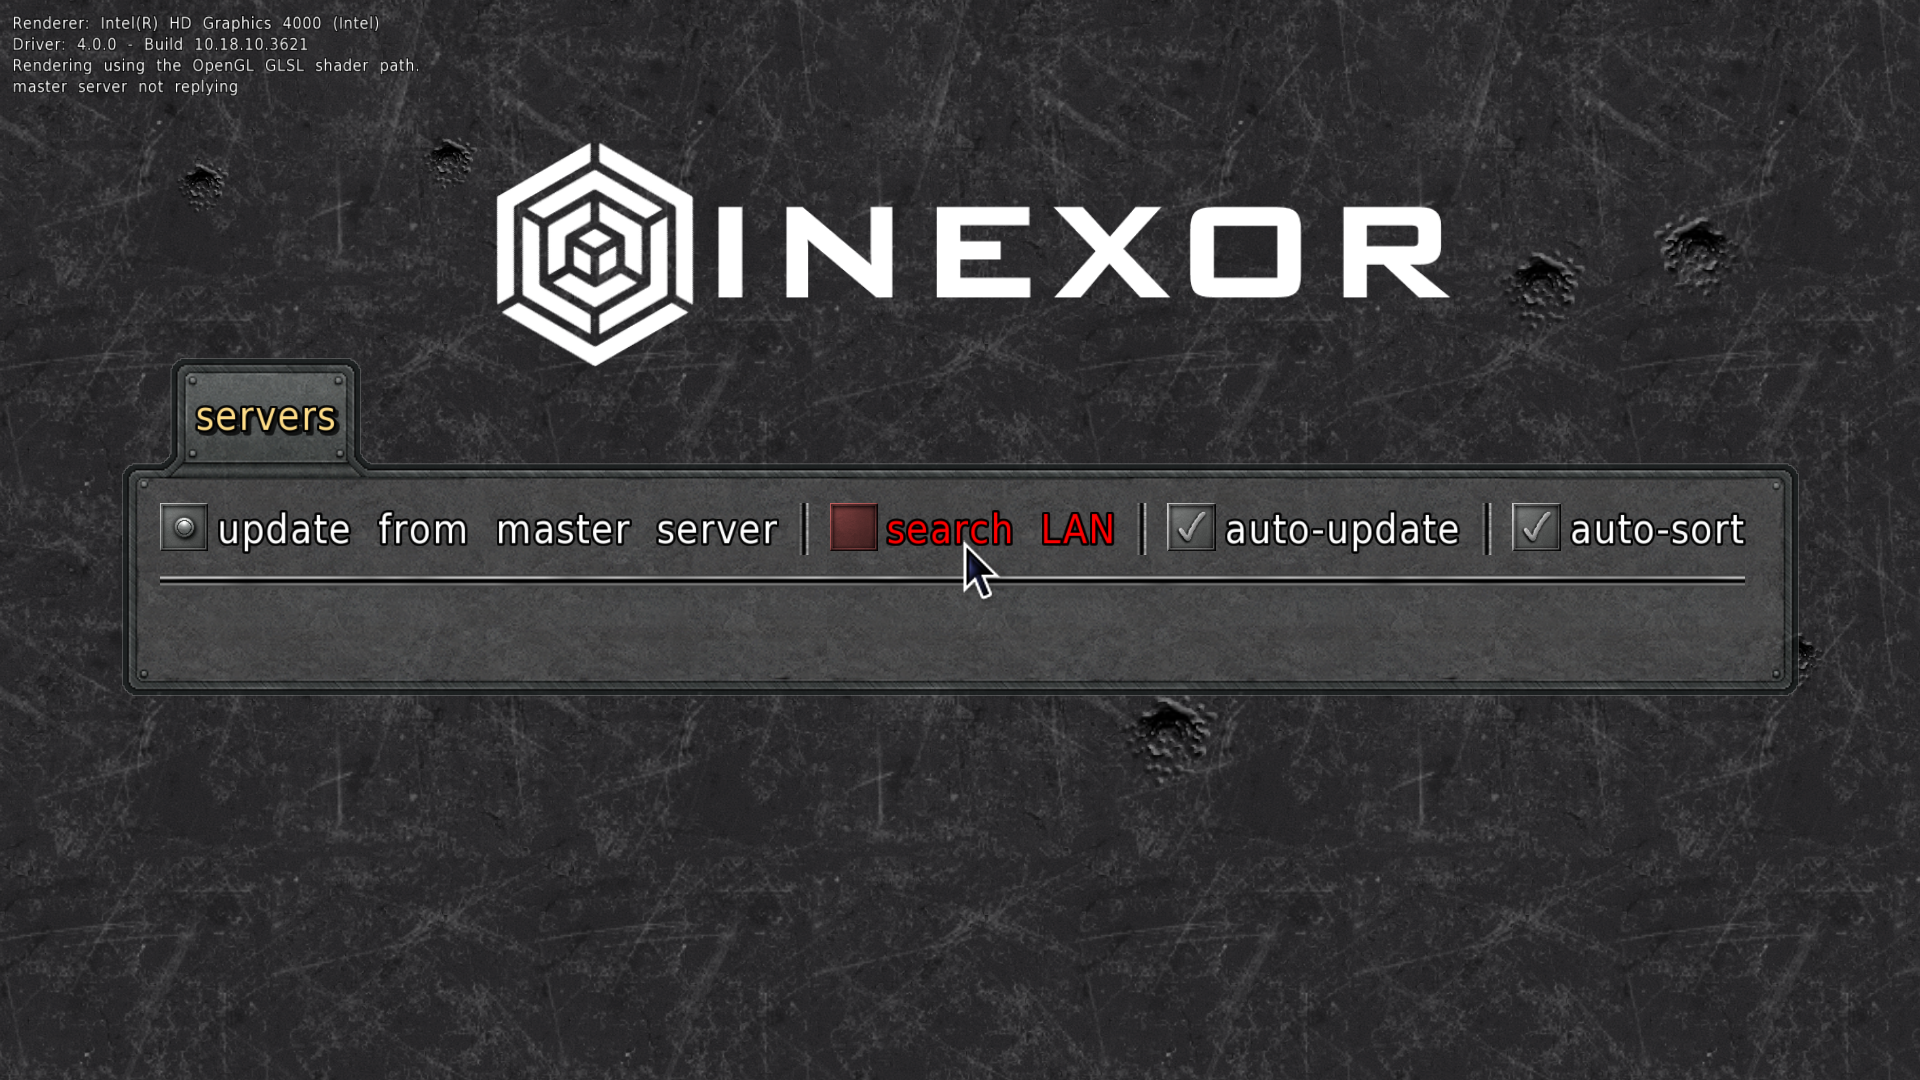 Renderer: Intel(R) HD Graphics 4000 (Intel)
Driver: 4.0.0 - Build 10.18.10.3621
Rendering using the OpenGL GLSL shader path.
master server not replying
INEXOR
servers
update from master server search LAN auto-update auto-sort